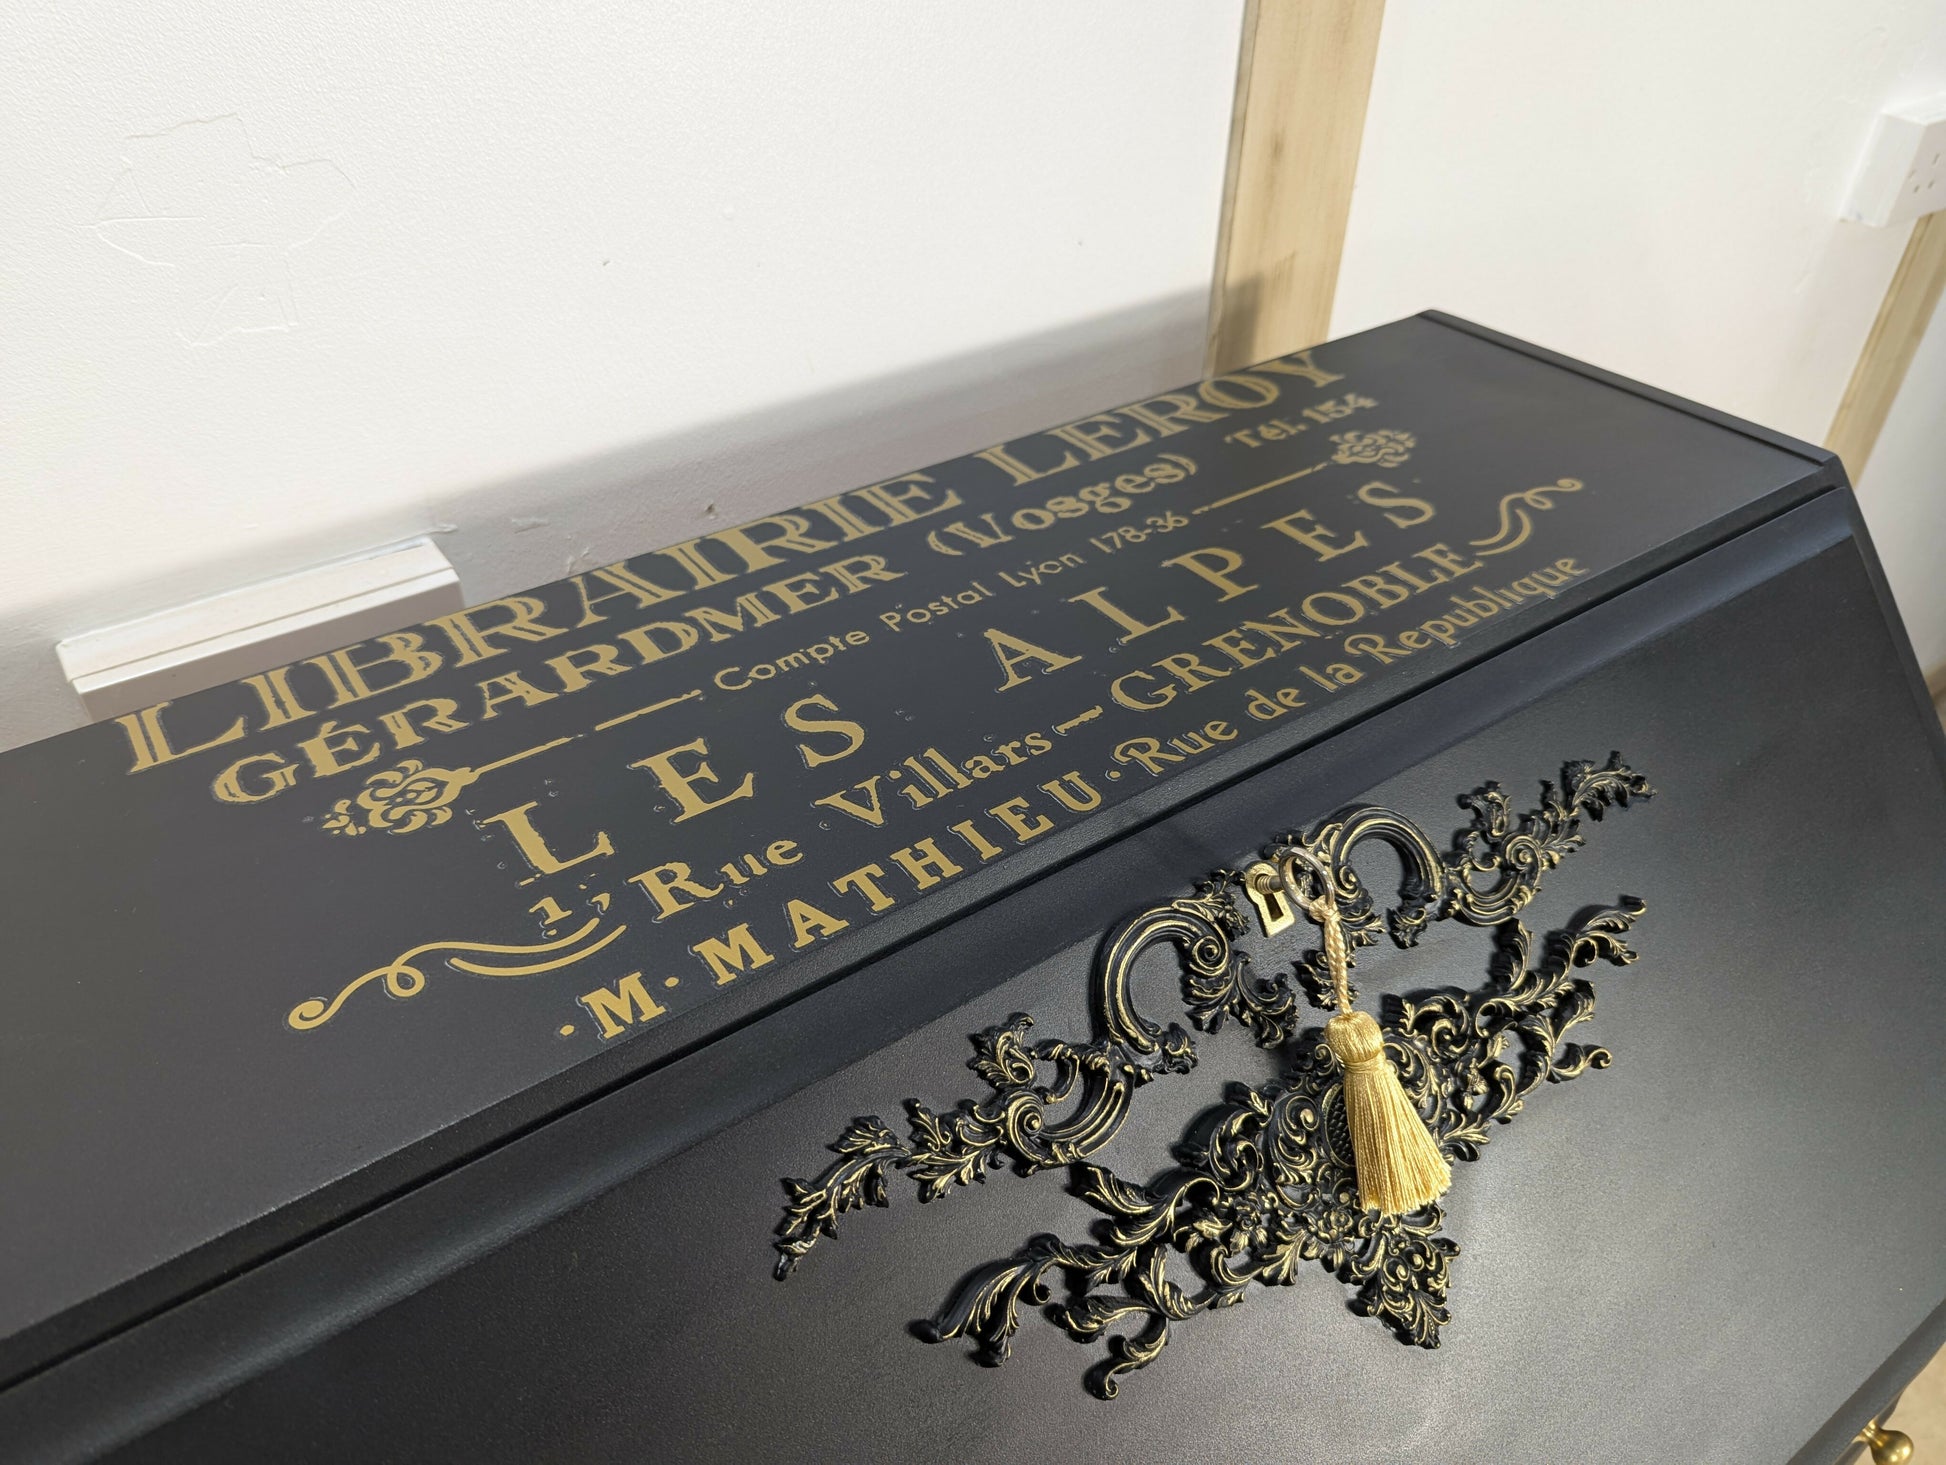 LIBRAIRIE LEROY
GÉRARDMER (Vosges) Tél. 154
Compte Postal Lyon 178-36
LES ALPES
1, Rue Villars — GRENOBLE
· M · MATHIEU · Rue de la Republique